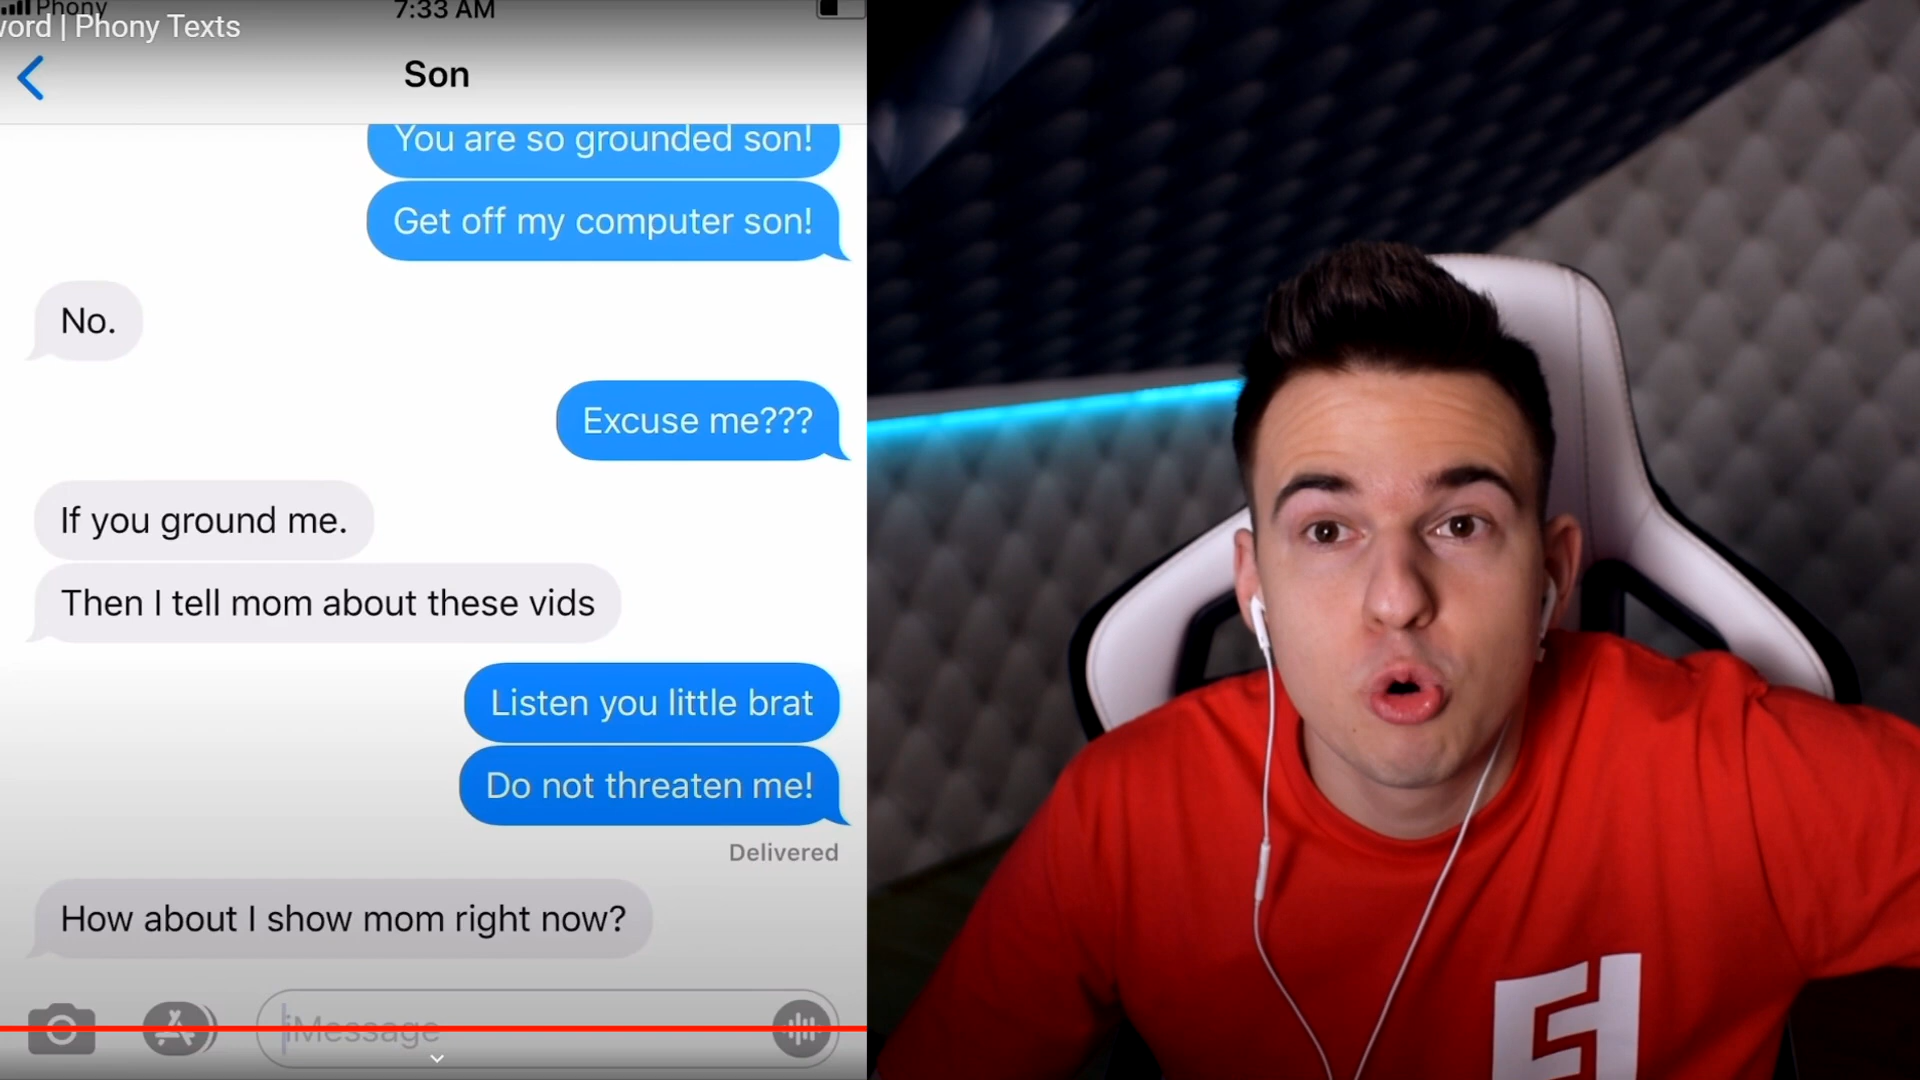 Phony
7:33 AM
word | Phony Texts
Son
You are so grounded son!
Get off my computer son!
No.
Excuse me???
If you ground me.
Then I tell mom about these vids
Listen you little brat
Do not threaten me!
Delivered
How about I show mom right now?
iMessage